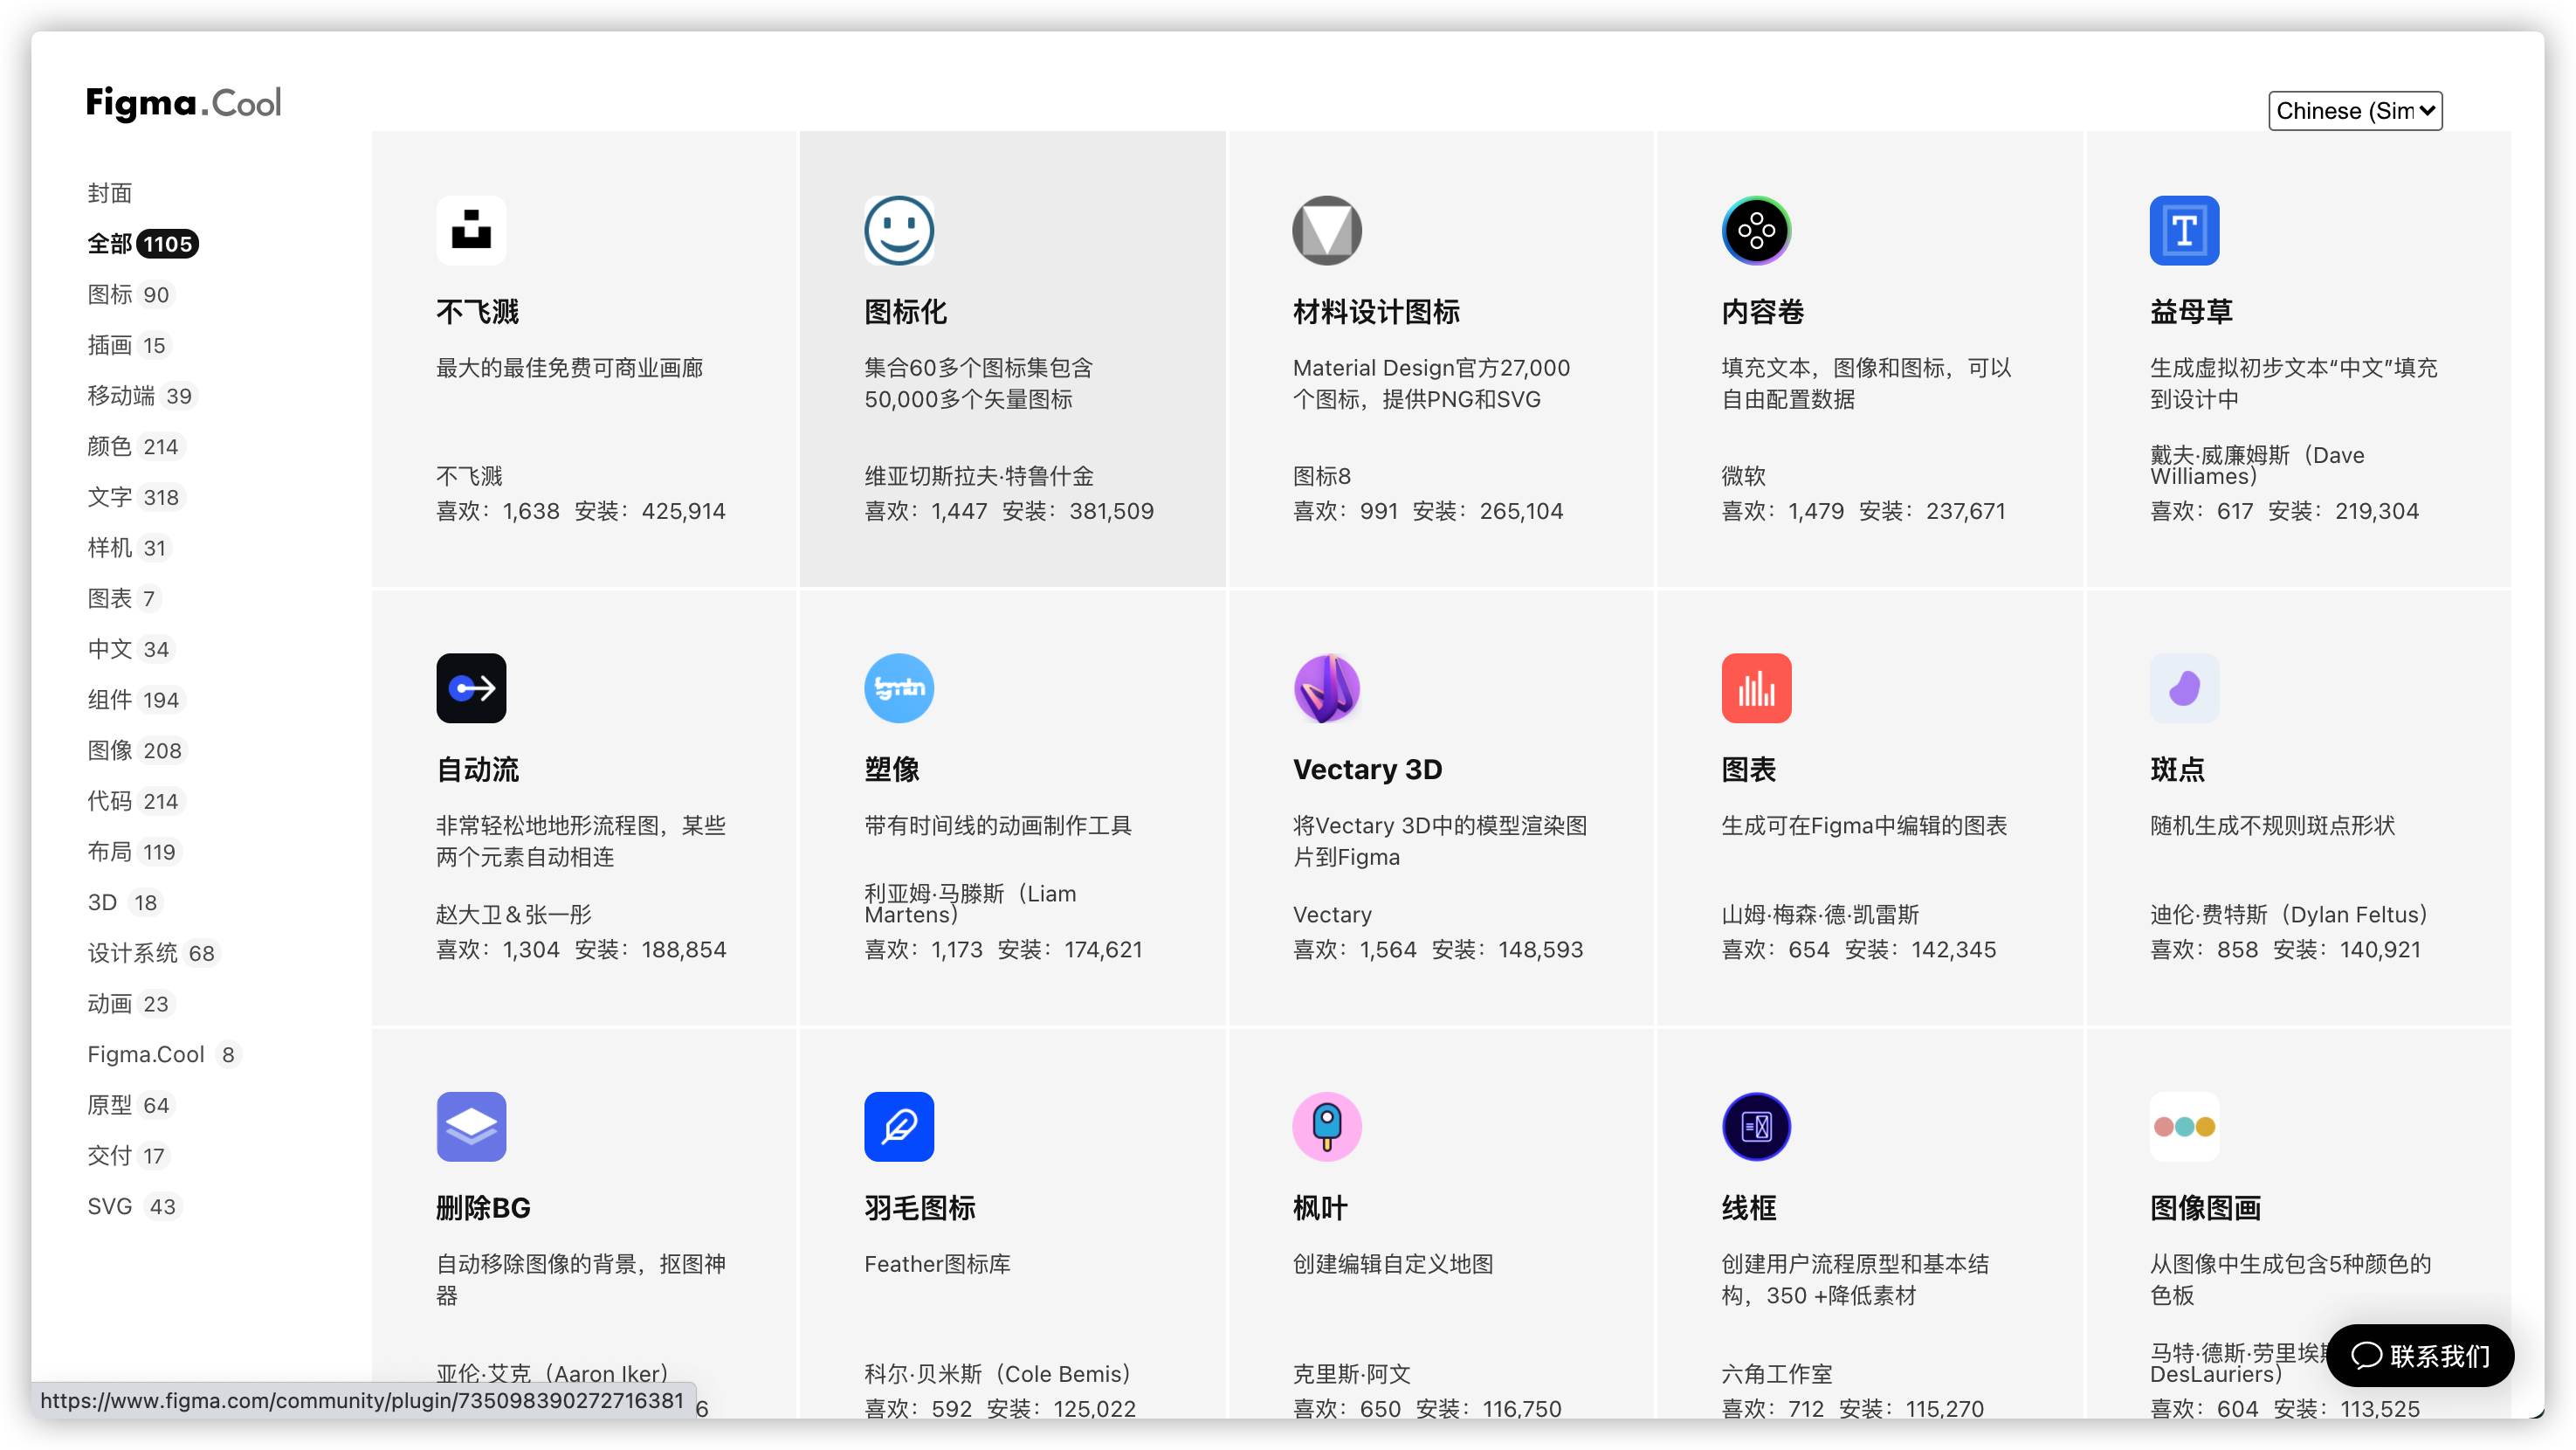 Figma.Cool
Chinese (Sim
封面
全部 1105
图标 90
插画 15
移动端 39
颜色 214
文字 318
样机 31
图表 7
中文 34
组件 194
图像 208
代码 214
布局 119
3D 18
设计系统 68
动画 23
Figma.Cool 8
原型 64
交付 17
SVG 43
不飞溅
最大的最佳免费可商业画廊
不飞溅
喜欢：1,638 安装：425,914
图标化
集合60多个图标集包含
50,000多个矢量图标
维亚切斯拉夫·特鲁什金
喜欢：1,447 安装：381,509
材料设计图标
Material Design官方27,000
个图标，提供PNG和SVG
图标8
喜欢：991 安装：265,104
内容卷
填充文本，图像和图标，可以
自由配置数据
微软
喜欢：1,479 安装：237,671
T
益母草
生成虚拟初步文本“中文”填充
到设计中
戴夫·威廉姆斯（Dave
Williames）
喜欢：617 安装：219,304
自动流
非常轻松地地形流程图，某些
两个元素自动相连
赵大卫＆张一彤
喜欢：1,304 安装：188,854
塑像
带有时间线的动画制作工具
利亚姆·马滕斯（Liam
Martens）
喜欢：1,173 安装：174,621
Vectary 3D
将Vectary 3D中的模型渲染图
片到Figma
Vectary
喜欢：1,564 安装：148,593
图表
生成可在Figma中编辑的图表
山姆·梅森·德·凯雷斯
喜欢：654 安装：142,345
斑点
随机生成不规则斑点形状
迪伦·费特斯（Dylan Feltus）
喜欢：858 安装：140,921
删除BG
自动移除图像的背景，抠图神
器
亚伦·艾克（Aaron Iker）
6
羽毛图标
Feather图标库
科尔·贝米斯（Cole Bemis）
喜欢：592 安装：125,022
枫叶
创建编辑自定义地图
克里斯·阿文
喜欢：650 安装：116,750
线框
创建用户流程原型和基本结
构，350 +降低素材
六角工作室
喜欢：712 安装：115,270
图像图画
从图像中生成包含5种颜色的
色板
马特·德斯·劳里埃
DesLauriers）
喜欢：604 安装：113,525
联系我们
https://www.figma.com/community/plugin/735098390272716381